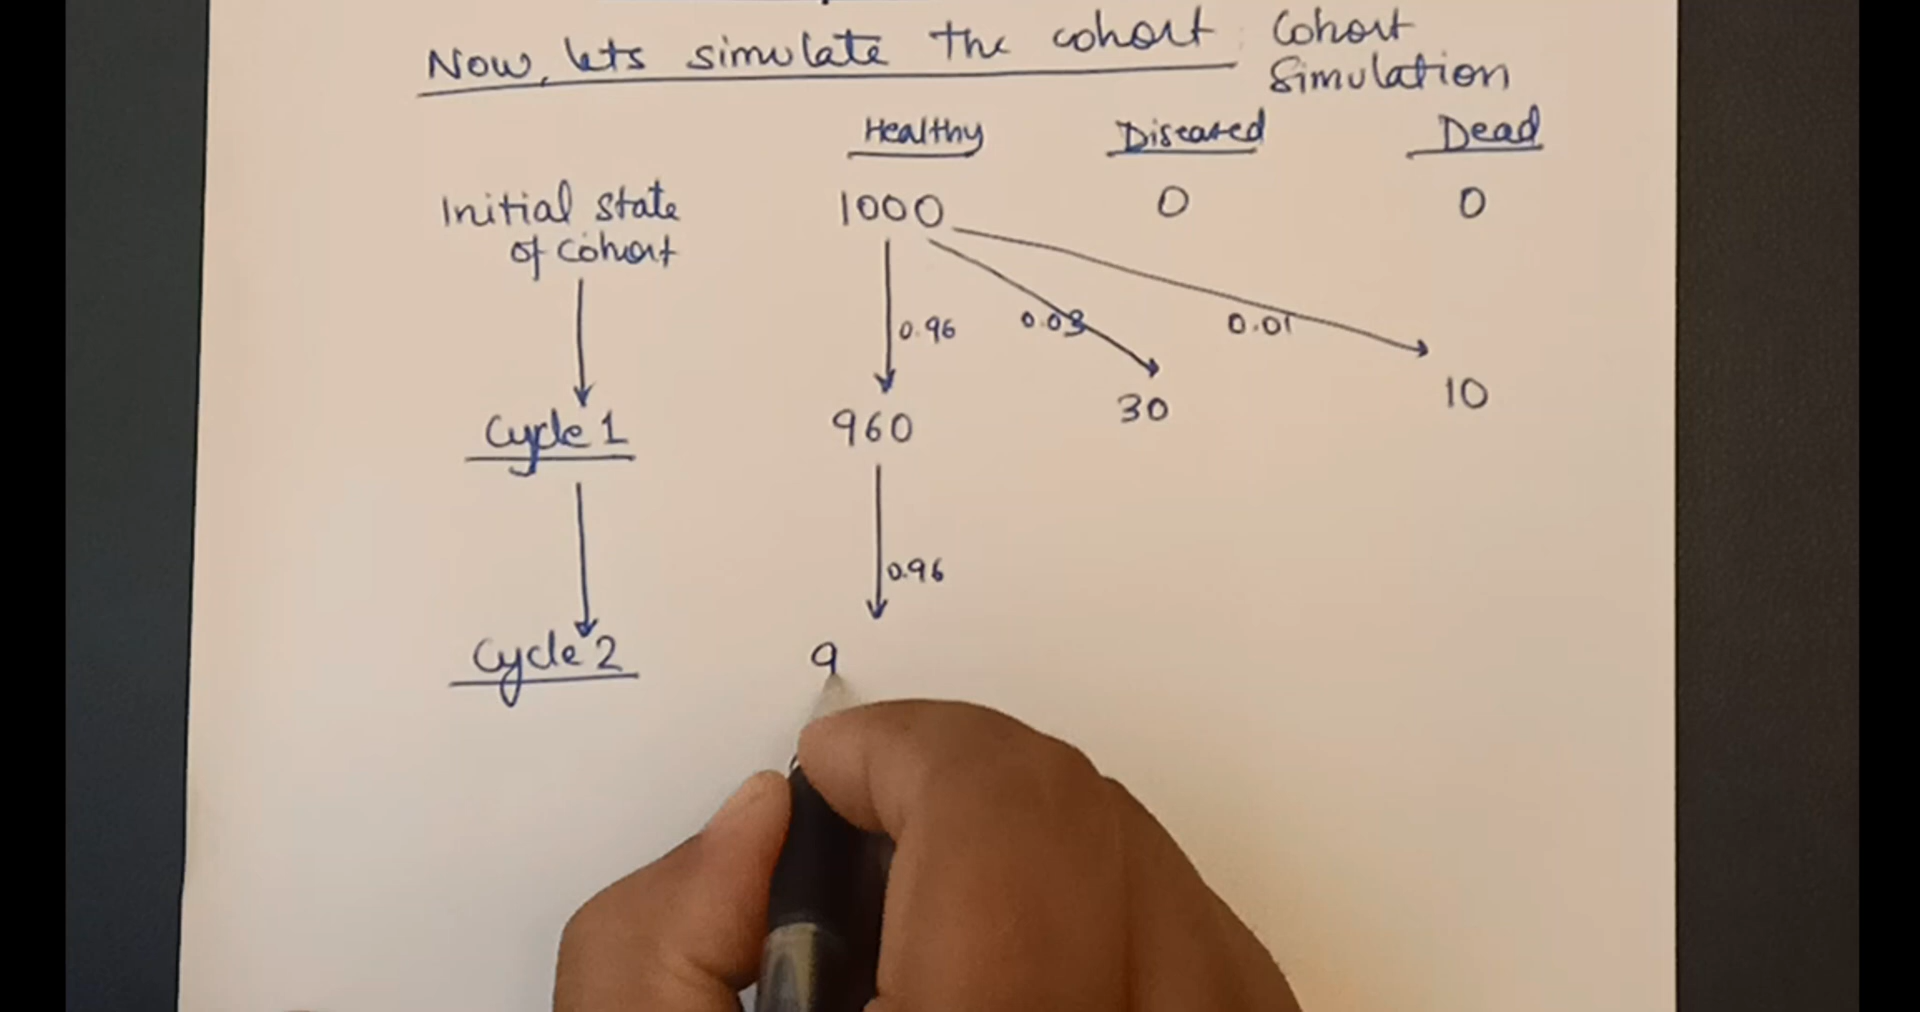 Now, lets simulate the cohort Cohort
Simulation
Healthy Diseased Dead
Initial state 1000 0 0
of cohort
0.96 0.03 0.01
Cycle 1 960 30 10
0.96
Cycle 2 9